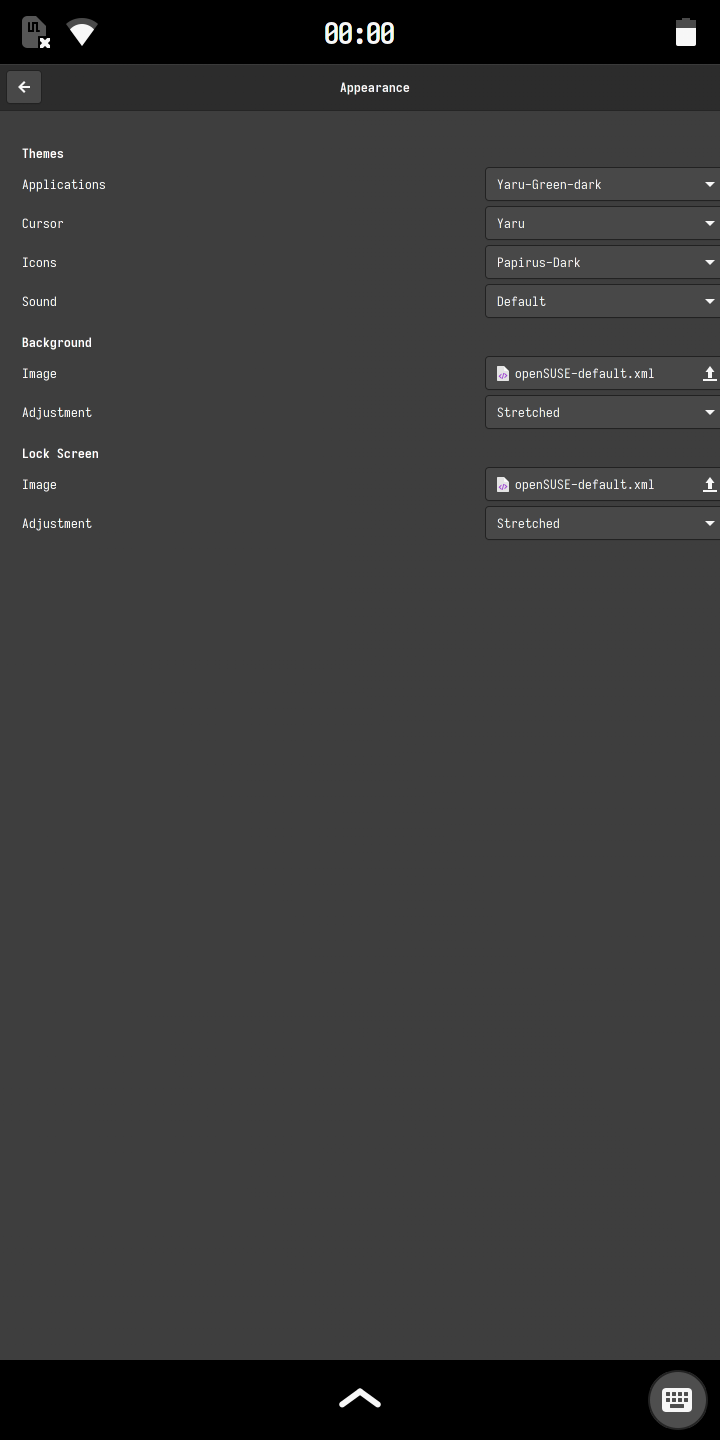 00:00
Appearance
Themes
Applications Yaru-Green-dark
Cursor Yaru
Icons Papirus-Dark
Sound Default
Background
Image openSUSE-default.xml
Adjustment Stretched
Lock Screen
Image openSUSE-default.xml
Adjustment Stretched